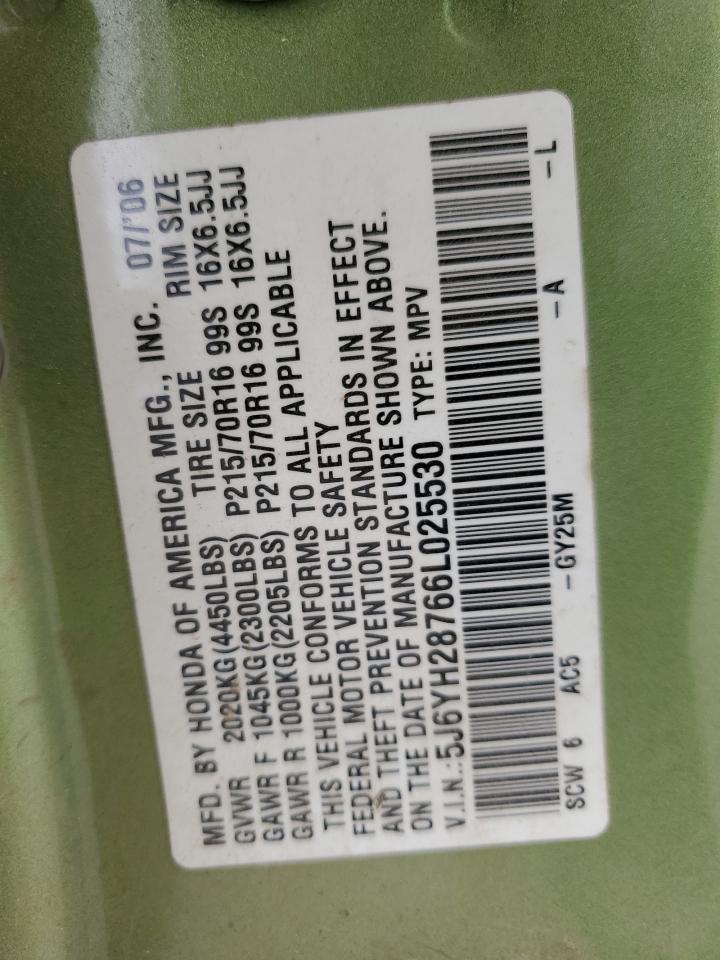 MFD. BY HONDA OF AMERICA MFG., INC. 07/'06
GVWR 2020KG(4450LBS) TIRE SIZE RIM SIZE
GAWR F 1045KG(2300LBS) P215/70R16 99S 16X6.5JJ
GAWR R 1000KG(2205LBS) P215/70R16 99S 16X6.5JJ
THIS VEHICLE CONFORMS TO ALL APPLICABLE
FEDERAL MOTOR VEHICLE SAFETY
AND THEFT PREVENTION STANDARDS IN EFFECT
ON THE DATE OF MANUFACTURE SHOWN ABOVE.
V.I.N.:5J6YH28766L025530 TYPE: MPV
SCW 6 AC5 -GY25M -A -L